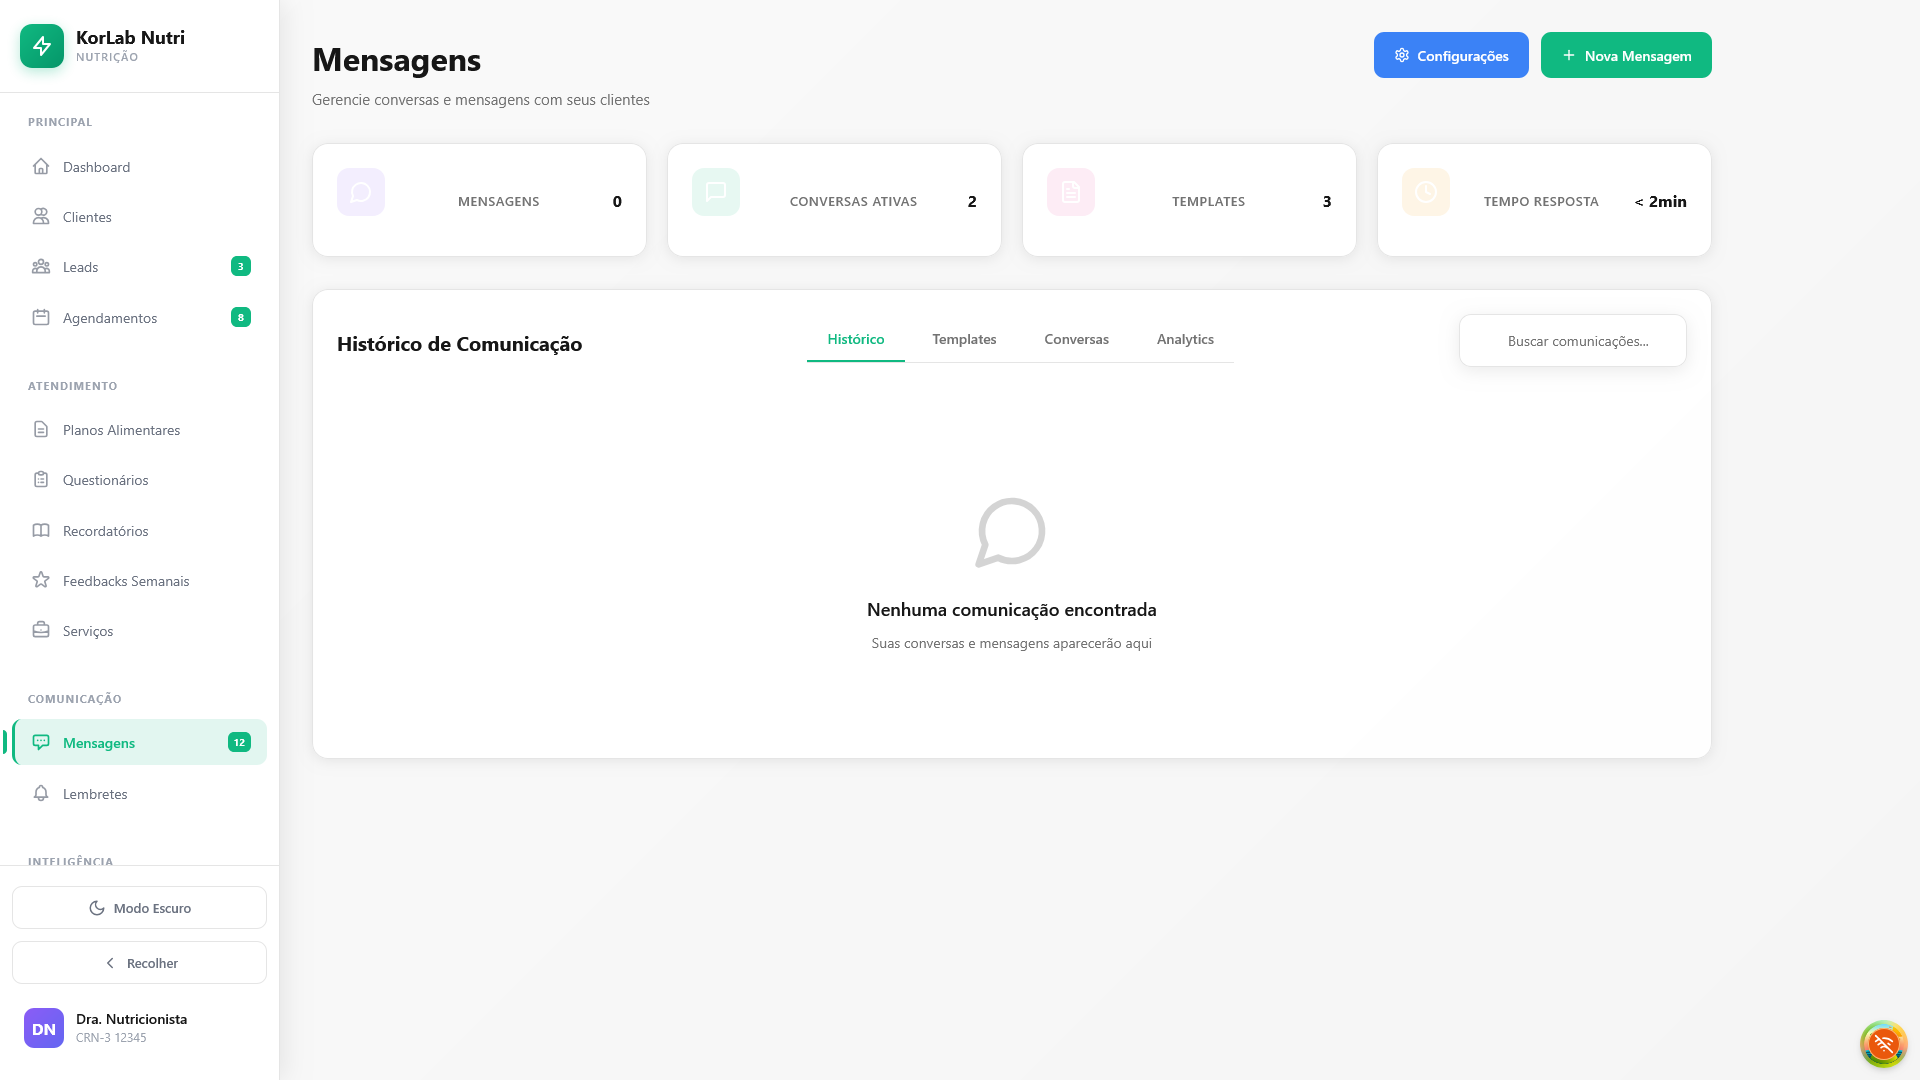 KorLab Nutri
NUTRIÇÃO
PRINCIPAL
Dashboard
Clientes
Leads
3
Agendamentos
8
ATENDIMENTO
Planos Alimentares
Questionários
Recordatórios
Feedbacks Semanais
Serviços
COMUNICAÇÃO
Mensagens
12
Lembretes
INTELIGÊNCIA
Modo Escuro
Recolher
DN
Dra. Nutricionista
CRN-3 12345
Mensagens
Gerencie conversas e mensagens com seus clientes
Configurações
Nova Mensagem
MENSAGENS
0
CONVERSAS ATIVAS
2
TEMPLATES
3
TEMPO RESPOSTA
< 2min
Histórico de Comunicação
Histórico
Templates
Conversas
Analytics
Buscar comunicações...
Nenhuma comunicação encontrada
Suas conversas e mensagens aparecerão aqui